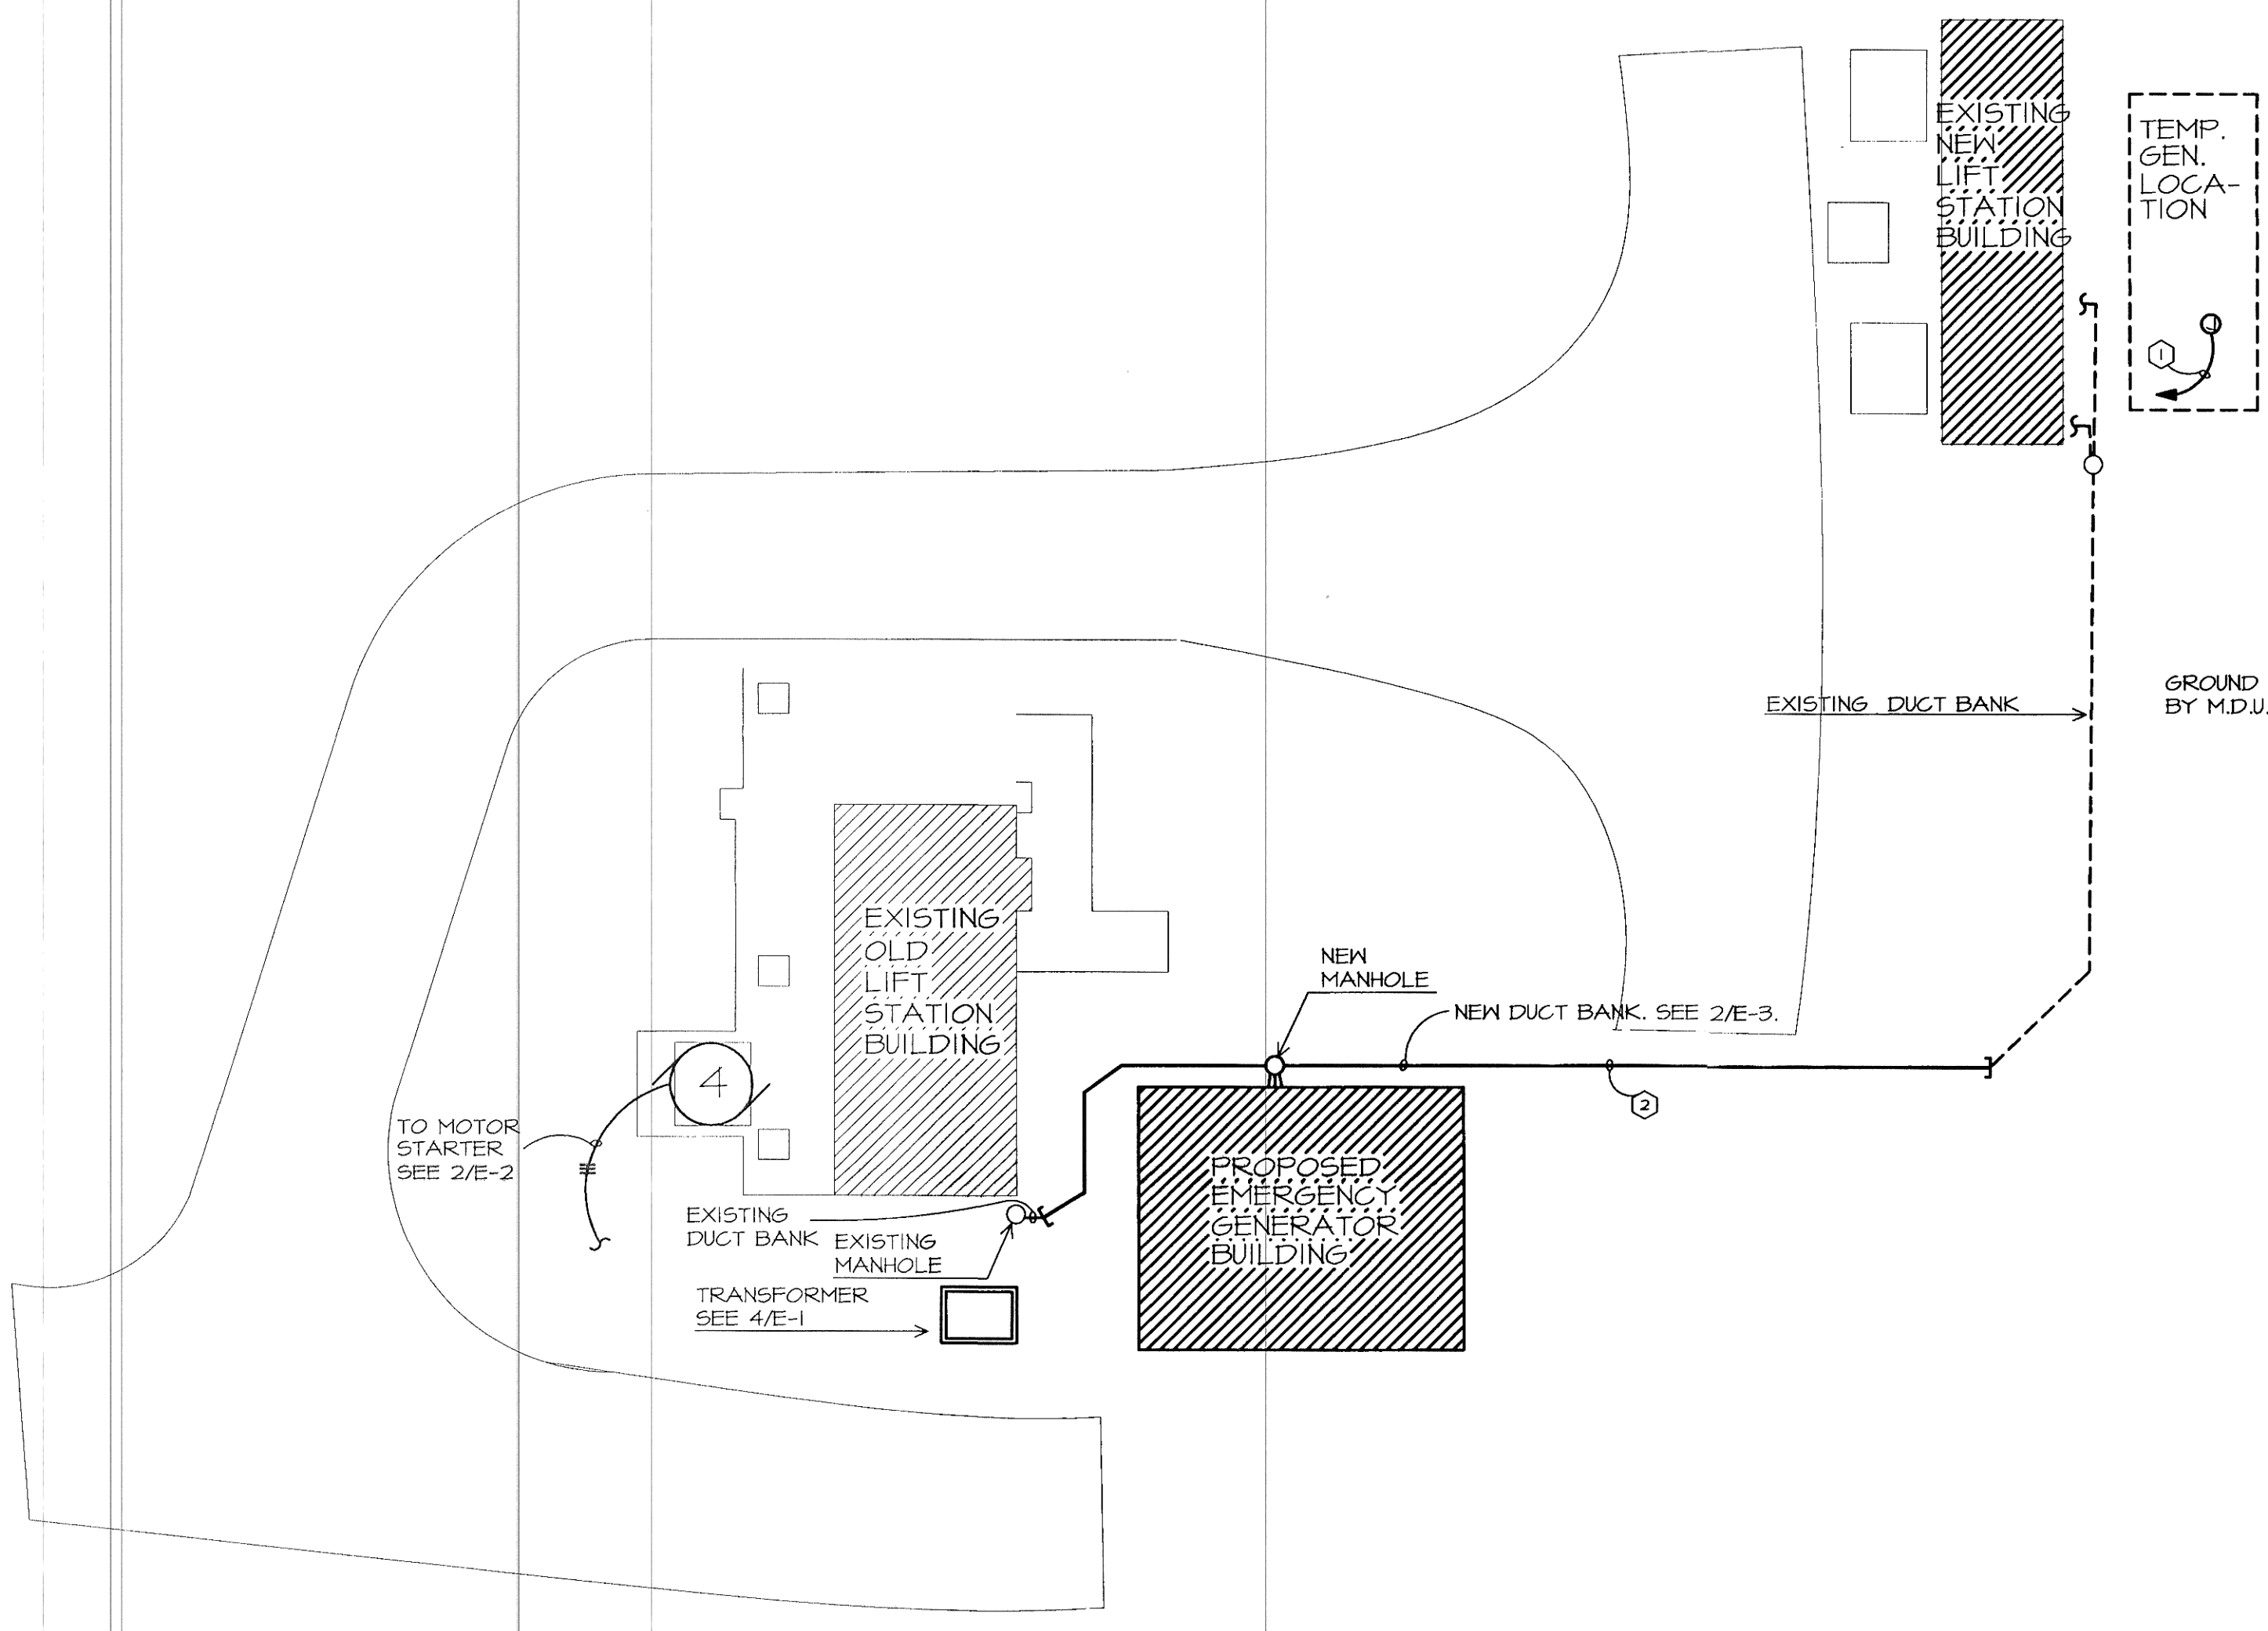 EXISTING
NEW
LIFT
STATION
BUILDING
TEMP.
GEN.
LOCA-
TION
1
EXISTING DUCT BANK
GROUND
BY M.D.U.
EXISTING
OLD
LIFT
STATION
BUILDING
NEW
MANHOLE
NEW DUCT BANK. SEE 2/E-3.
2
4
TO MOTOR
STARTER
SEE 2/E-2
PROPOSED
EMERGENCY
GENERATOR
BUILDING
EXISTING
DUCT BANK
EXISTING
MANHOLE
TRANSFORMER
SEE 4/E-1